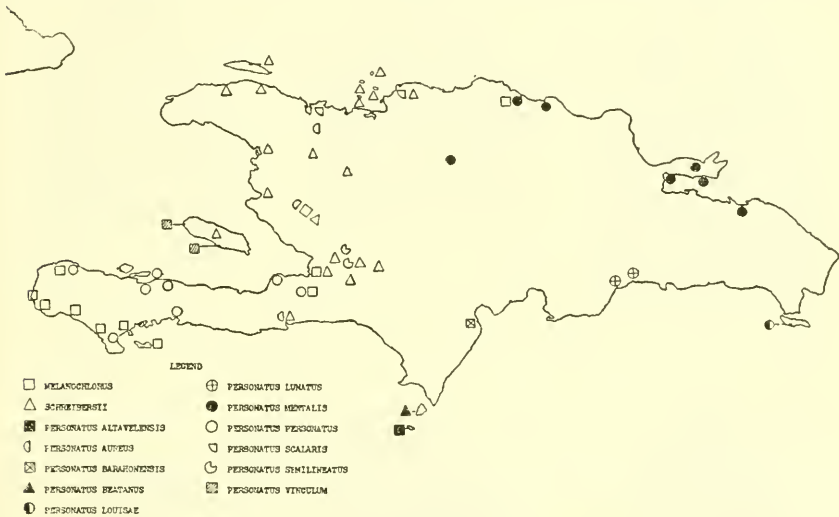 LEGEND
MELANOCHLORUS
SCHREIBERSII
PERSONATUS ALTAVELENSIS
PERSONATUS AUREUS
PERSONATUS BARAHONENSIS
PERSONATUS BEATANUS
PERSONATUS LOUISAE
PERSONATUS LUNATUS
PERSONATUS MENTALIS
PERSONATUS PERSONATUS
PERSONATUS SCALARIS
PERSONATUS SIMILINEATUS
PERSONATUS VINCULUM